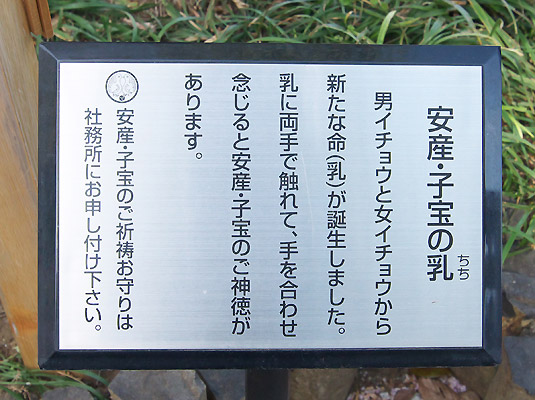 安産・子宝の乳
ちち
男イチョウと女イチョウから
新たな命(乳)が誕生しました。
乳に両手で触れて、手を合わせ
念じると安産・子宝のご神徳が
あります。
安産・子宝のご祈祷お守りは
社務所にお申し付け下さい。